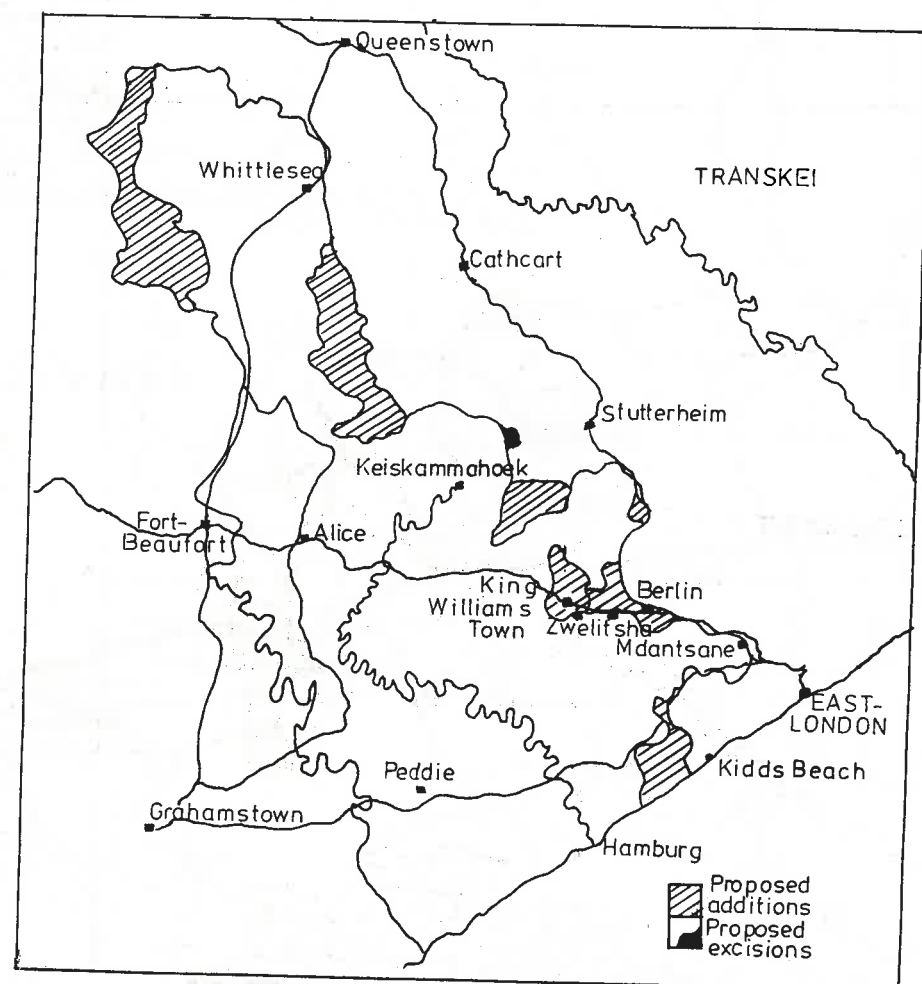 Queenstown
TRANSKEI
Whittlesea
Cathcart
Stutterheim
Keiskammahoek
Fort-
Beaufort
Alice
King
Williams
Town
Berlin
Zwelitsha
Mdantsane
EAST-
LONDON
Peddie
Kidds Beach
Grahamstown
Hamburg
Proposed
additions
Proposed
excisions